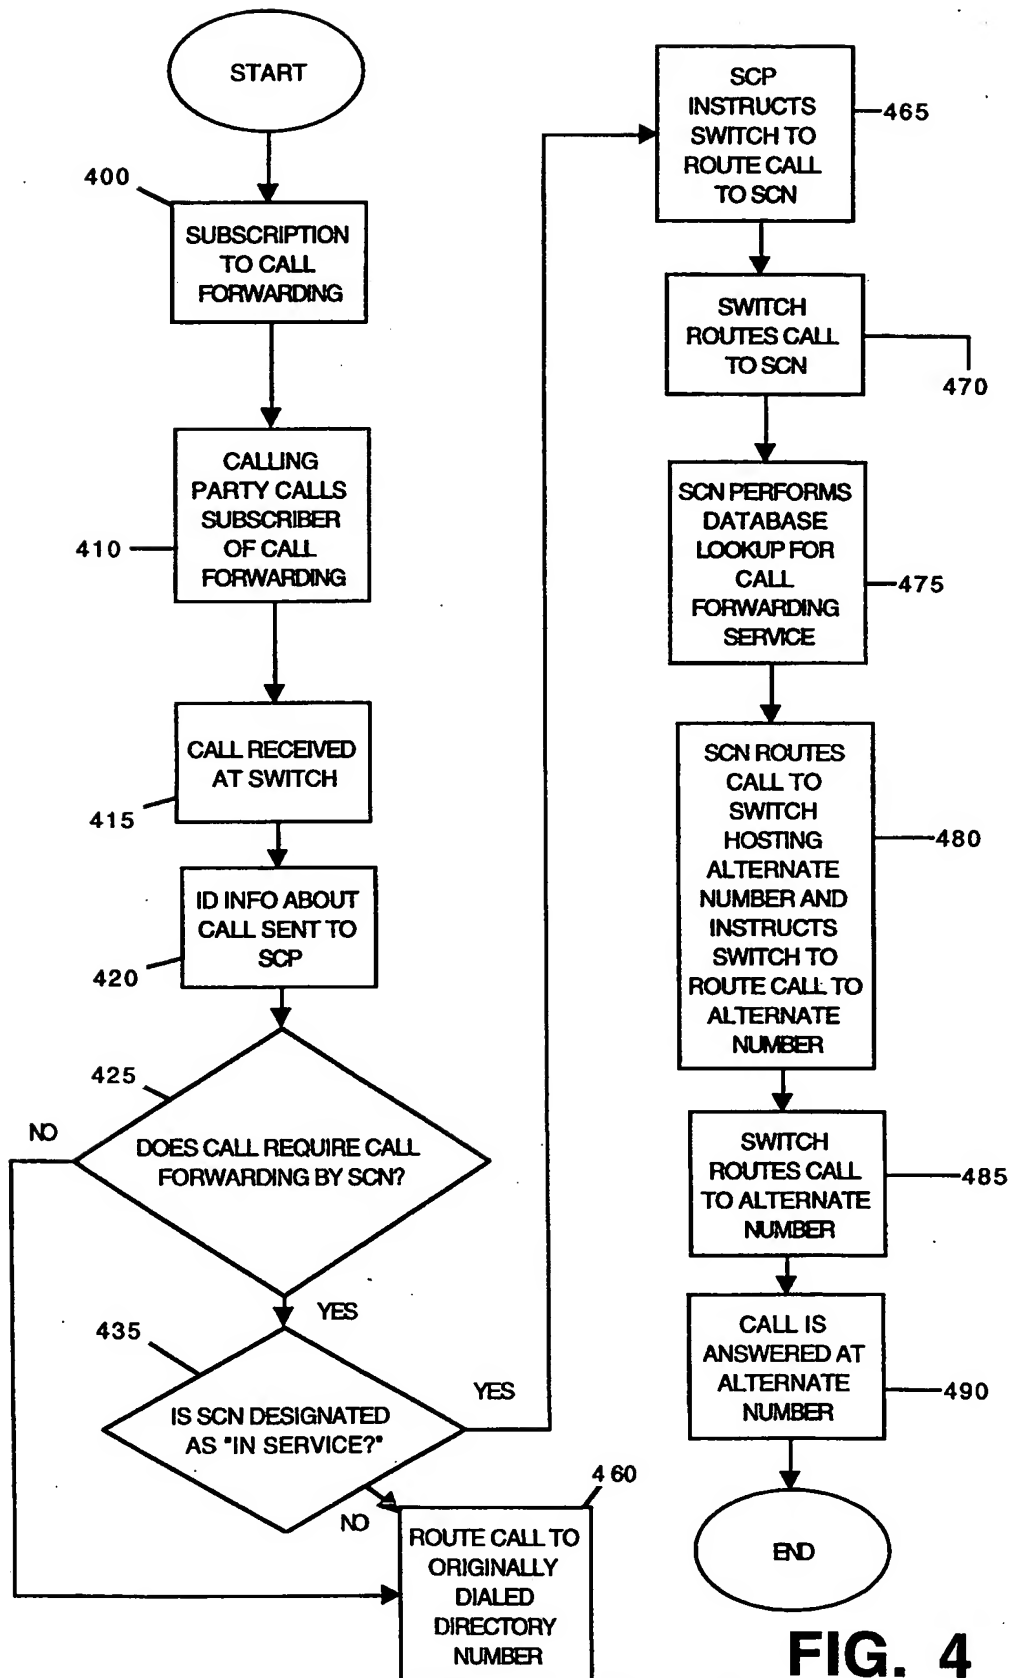 START
400
SUBSCRIPTION
TO CALL
FORWARDING
CALLING
PARTY CALLS
SUBSCRIBER
OF CALL
FORWARDING
410
CALL RECEIVED
AT SWITCH
415
ID INFO ABOUT
CALL SENT TO
SCP
420
425
NO
DOES CALL REQUIRE CALL
FORWARDING BY SCN?
YES
435
IS SCN DESIGNATED
AS "IN SERVICE?"
YES
NO
460
ROUTE CALL TO
ORIGINALLY
DIALED
DIRECTORY
NUMBER
SCP
INSTRUCTS
SWITCH TO
ROUTE CALL
TO SCN
465
SWITCH
ROUTES CALL
TO SCN
470
SCN PERFORMS
DATABASE
LOOKUP FOR
CALL
FORWARDING
SERVICE
475
SCN ROUTES
CALL TO
SWITCH
HOSTING
ALTERNATE
NUMBER AND
INSTRUCTS
SWITCH TO
ROUTE CALL TO
ALTERNATE
NUMBER
480
SWITCH
ROUTES CALL
TO ALTERNATE
NUMBER
485
CALL IS
ANSWERED AT
ALTERNATE
NUMBER
490
END
FIG. 4